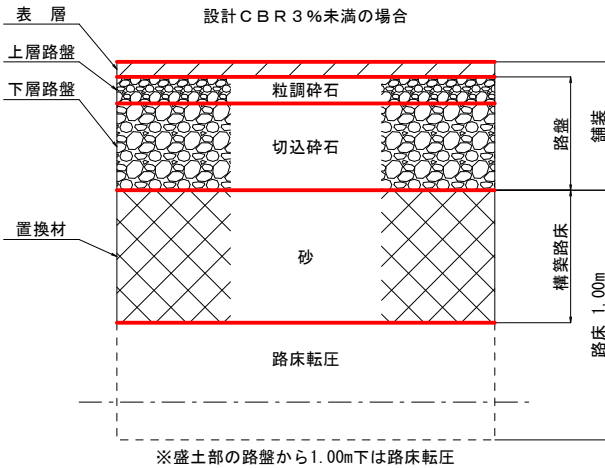 設計CBR3%未満の場合
表 層
上層路盤
下層路盤
置換材
粒調砕石
切込砕石
砂
路床転圧
路盤
舗装
構築路床
路床 1.00m
※盛土部の路盤から1.00m下は路床転圧